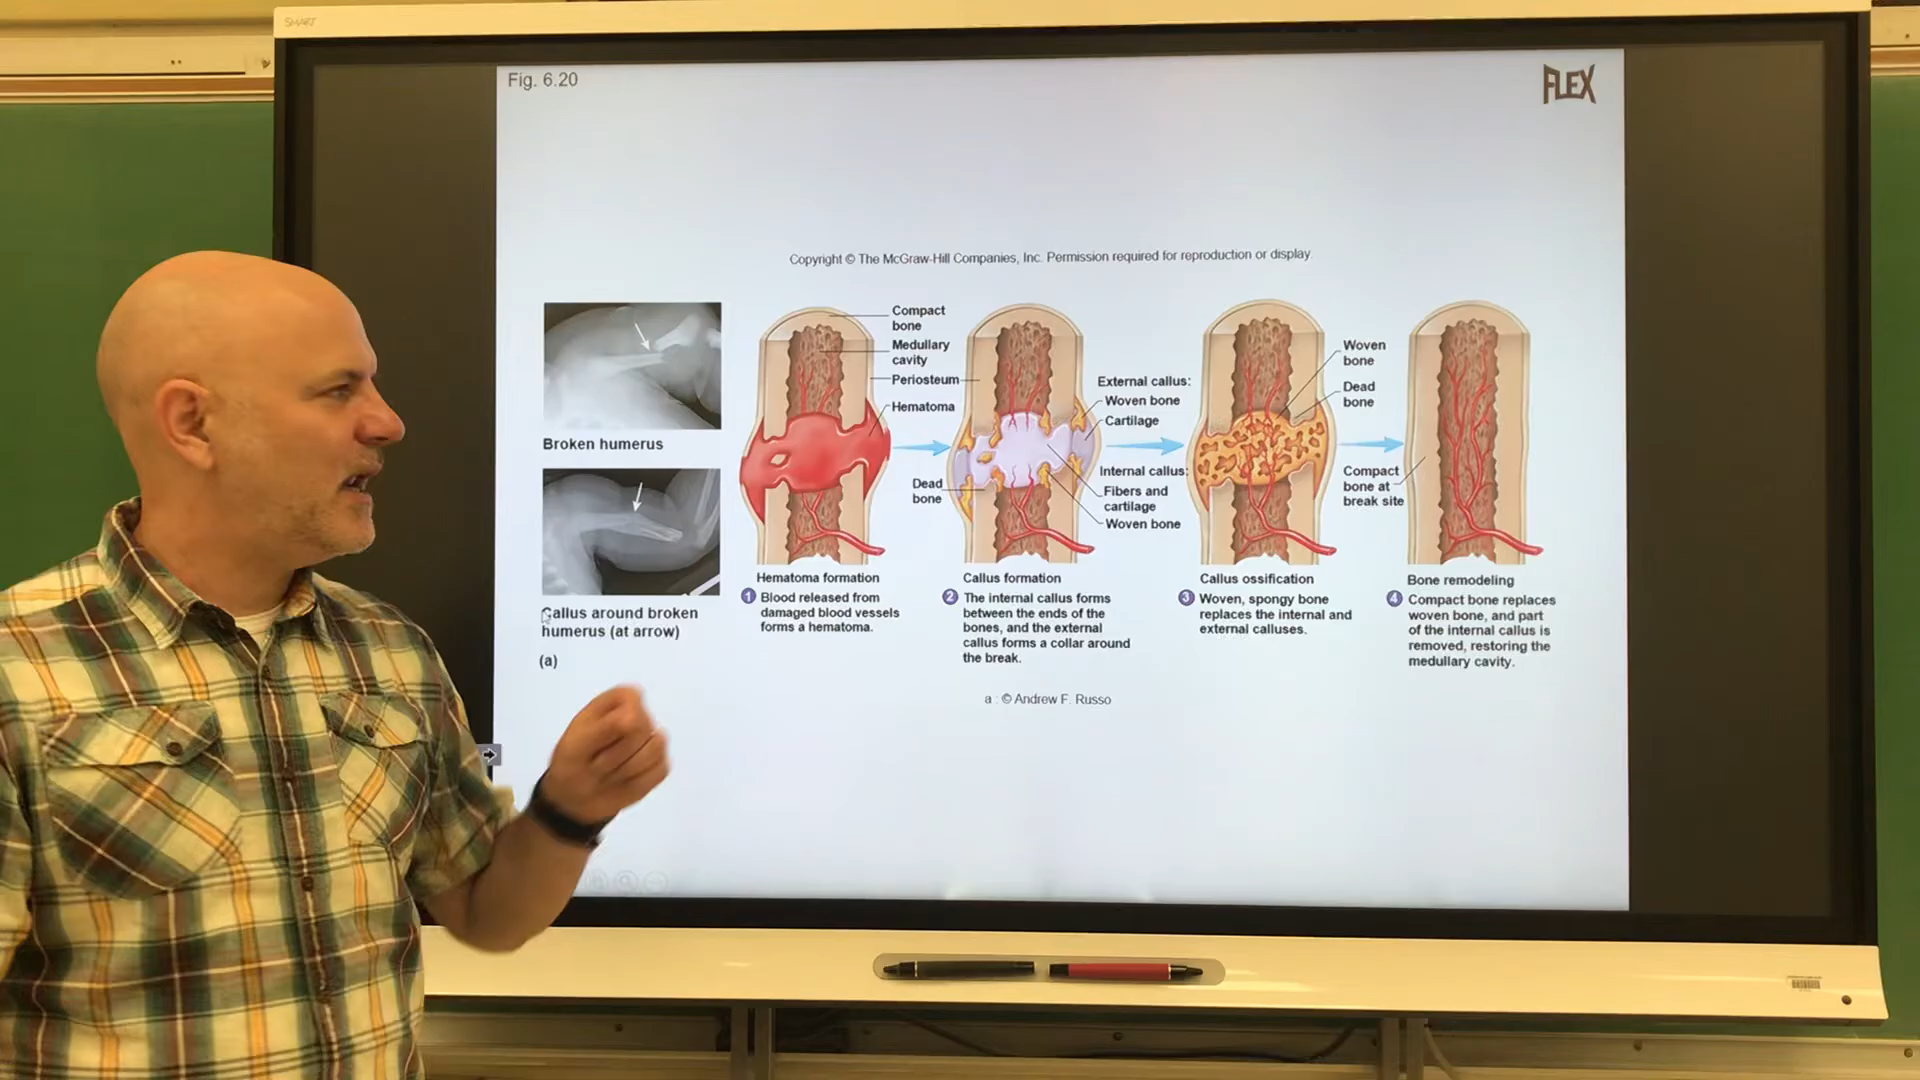 SMART
Fig. 6.20
FLEX
Copyright © The McGraw-Hill Companies, Inc. Permission required for reproduction or display.
Broken humerus
Callus around broken
humerus (at arrow)
(a)
Compact
bone
Medullary
cavity
Periosteum
Hematoma
Dead
bone
External callus:
Woven bone
Cartilage
Internal callus:
Fibers and
cartilage
Woven bone
Woven
bone
Dead
bone
Compact
bone at
break site
Hematoma formation
1 Blood released from
damaged blood vessels
forms a hematoma.
Callus formation
2 The internal callus forms
between the ends of the
bones, and the external
callus forms a collar around
the break.
Callus ossification
3 Woven, spongy bone
replaces the internal and
external calluses.
Bone remodeling
4 Compact bone replaces
woven bone, and part
of the internal callus is
removed, restoring the
medullary cavity.
a : © Andrew F. Russo